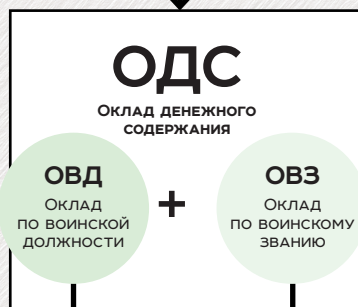 ОДС
Оклад денежного
содержания
ОВД
Оклад
по воинской
должности
+
ОВЗ
Оклад
по воинскому
званию